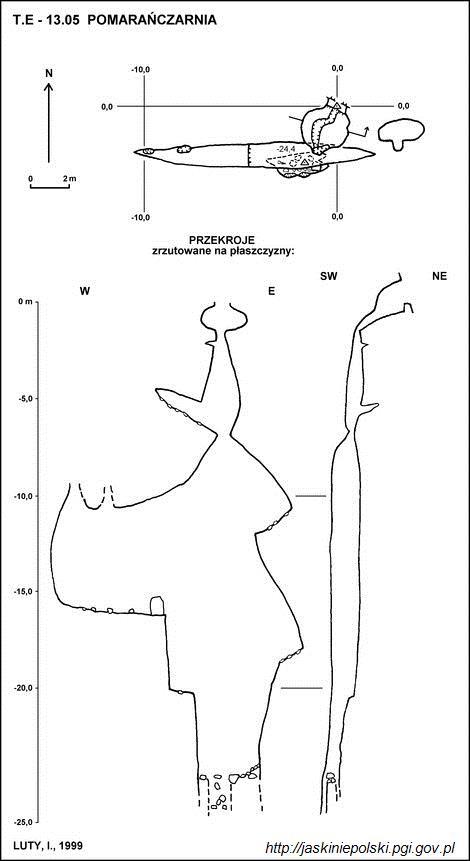 T.E - 13.05 POMARAŃCZARNIA
-10,0 0,0
N
0,0 0,0
-24,4
0 2 m
-10,0 0,0
PRZEKROJE
zrzutowane na płaszczyzny:
W E SW NE
0 m
-5,0
-10,0
-15,0
-20,0
-25,0
LUTY, I., 1999
http://jaskiniepolski.pgi.gov.pl